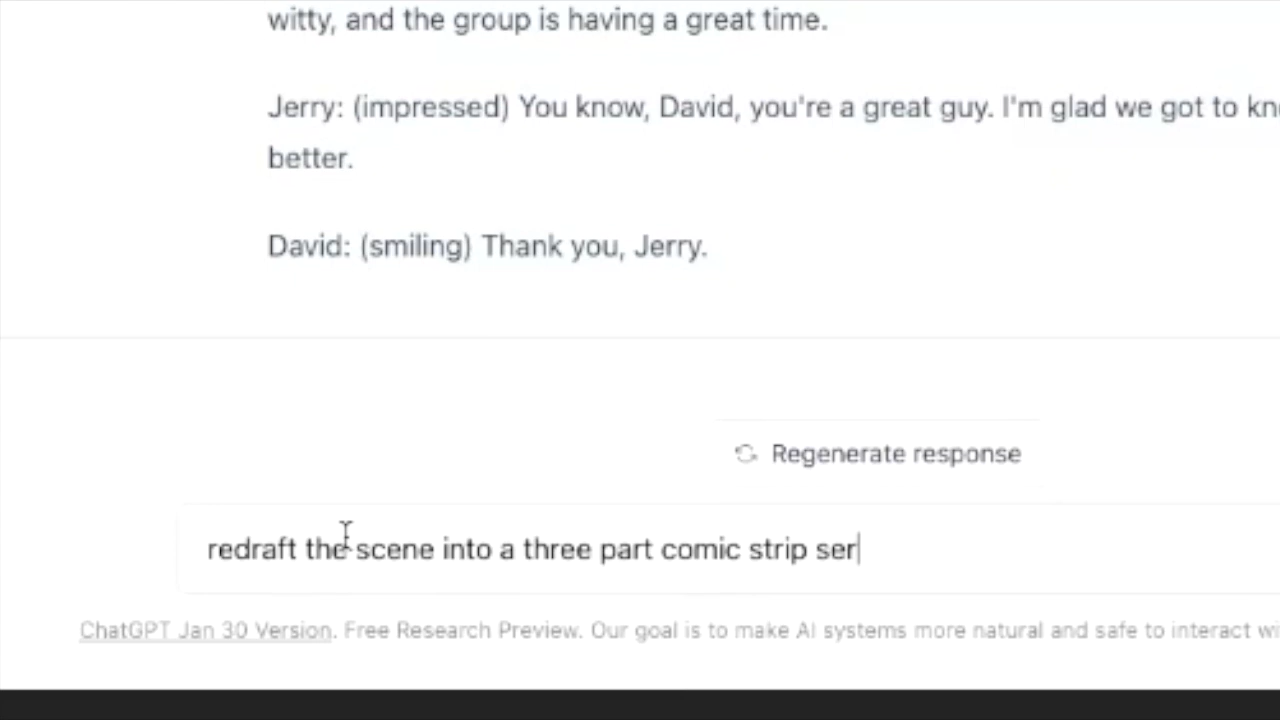 witty, and the group is having a great time.
Jerry: (impressed) You know, David, you're a great guy. I'm glad we got to kn
better.
David: (smiling) Thank you, Jerry.
Regenerate response
redraft the scene into a three part comic strip ser
ChatGPT Jan 30 Version. Free Research Preview. Our goal is to make AI systems more natural and safe to interact wi